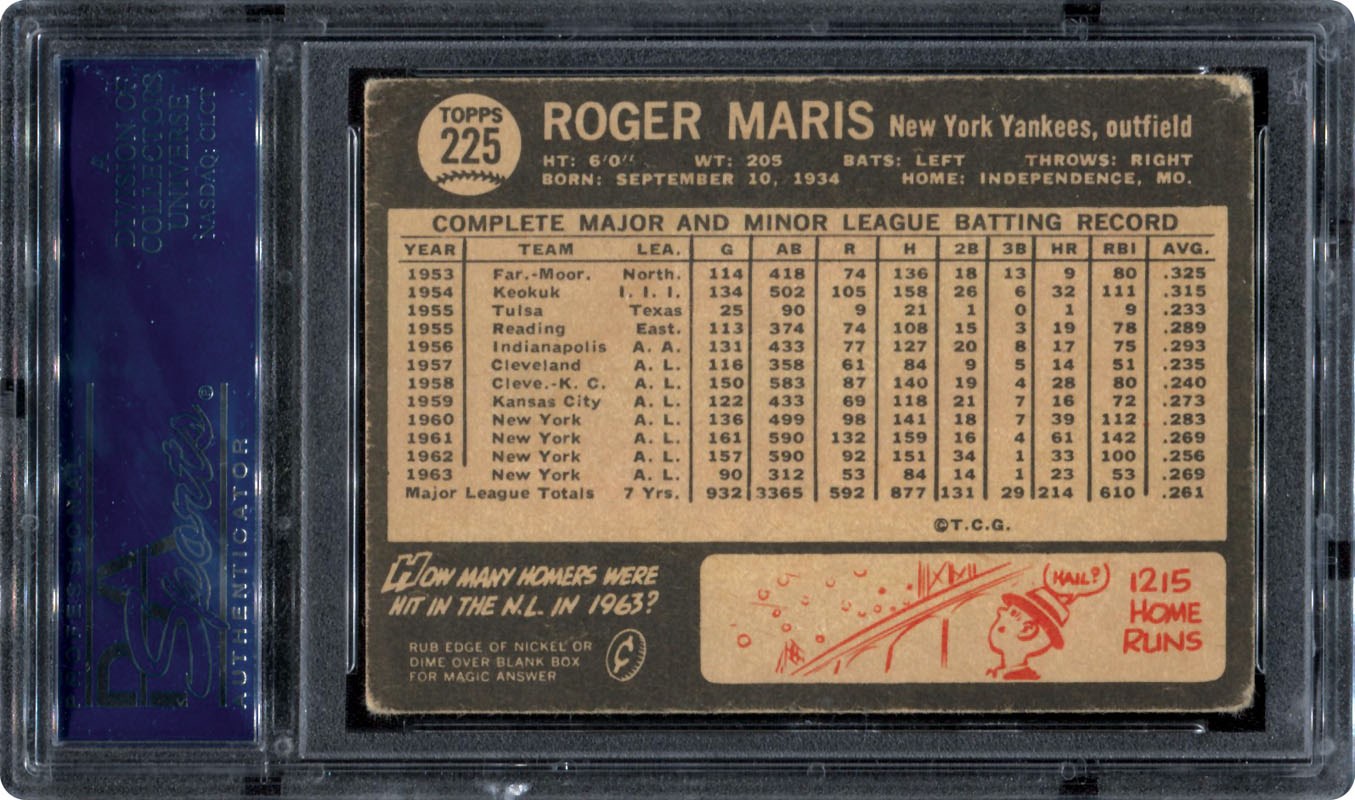 A
DIVISION OF
COLLECTORS
UNIVERSE
NASDAQ: CLCT
PROFESSIONAL
PSA
Sports®
AUTHENTICATOR
TOPPS
225
ROGER MARIS New York Yankees, outfield
HT: 6'0" WT: 205 BATS: LEFT THROWS: RIGHT
BORN: SEPTEMBER 10, 1934 HOME: INDEPENDENCE, MO.
COMPLETE MAJOR AND MINOR LEAGUE BATTING RECORD
YEAR TEAM LEA. G AB R H 2B 3B HR RBI AVG.
1953 Far.-Moor. North. 114 418 74 136 18 13 9 80 .325
1954 Keokuk I. I. I. 134 502 105 158 26 6 32 111 .315
1955 Tulsa Texas 25 90 9 21 1 0 1 9 .233
1955 Reading East. 113 374 74 108 15 3 19 78 .289
1956 Indianapolis A. A. 131 433 77 127 20 8 17 75 .293
1957 Cleveland A. L. 116 358 61 84 9 5 14 51 .235
1958 Cleve.-K. C. A. L. 150 583 87 140 19 4 28 80 .240
1959 Kansas City A. L. 122 433 69 118 21 7 16 72 .273
1960 New York A. L. 136 499 98 141 18 7 39 112 .283
1961 New York A. L. 161 590 132 159 16 4 61 142 .269
1962 New York A. L. 157 590 92 151 34 1 33 100 .256
1963 New York A. L. 90 312 53 84 14 1 23 53 .269
Major League Totals 7 Yrs. 932 3365 592 877 131 29 214 610 .261
©T.C.G.
HOW MANY HOMERS WERE
HIT IN THE N.L. IN 1963?
RUB EDGE OF NICKEL OR
DIME OVER BLANK BOX
FOR MAGIC ANSWER
¢
HAIL?
1215
HOME
RUNS